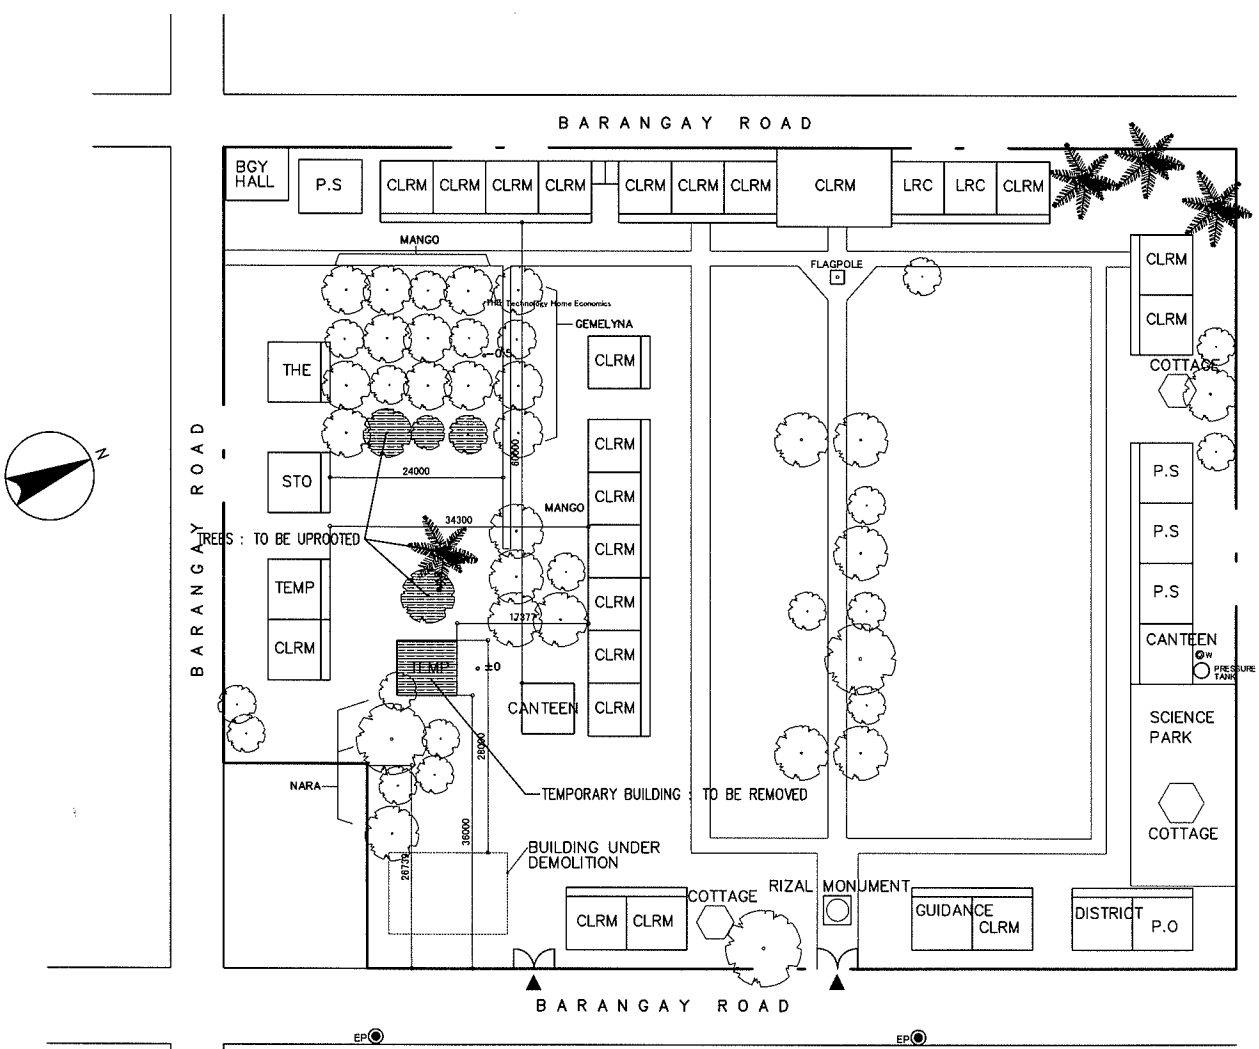 BARANGAY ROAD
BGY
HALL
P.S
CLRM
CLRM
CLRM
CLRM
CLRM
CLRM
CLRM
CLRM
LRC
LRC
CLRM
MANGO
FLAGPOLE
CLRM
CLRM
THE Technology Home Economics
GEMELYNA
-0.5
CLRM
THE
COTTAGE
BARANGAY ROAD
N
CLRM
60000
24000
STO
CLRM
P.S
MANGO
34300
TREES : TO BE UPROOTED
CLRM
P.S
TEMP
CLRM
P.S
17377
CLRM
CLRM
CANTEEN
W
PRESSURE
TANK
TEMP
±0
CANTEEN
CLRM
SCIENCE
PARK
28000
NARA
TEMPORARY BUILDING : TO BE REMOVED
36000
26739
BUILDING UNDER
DEMOLITION
COTTAGE
COTTAGE
RIZAL MONUMENT
CLRM
CLRM
GUIDANCE
CLRM
DISTRICT
P.O
BARANGAY ROAD
EP
EP